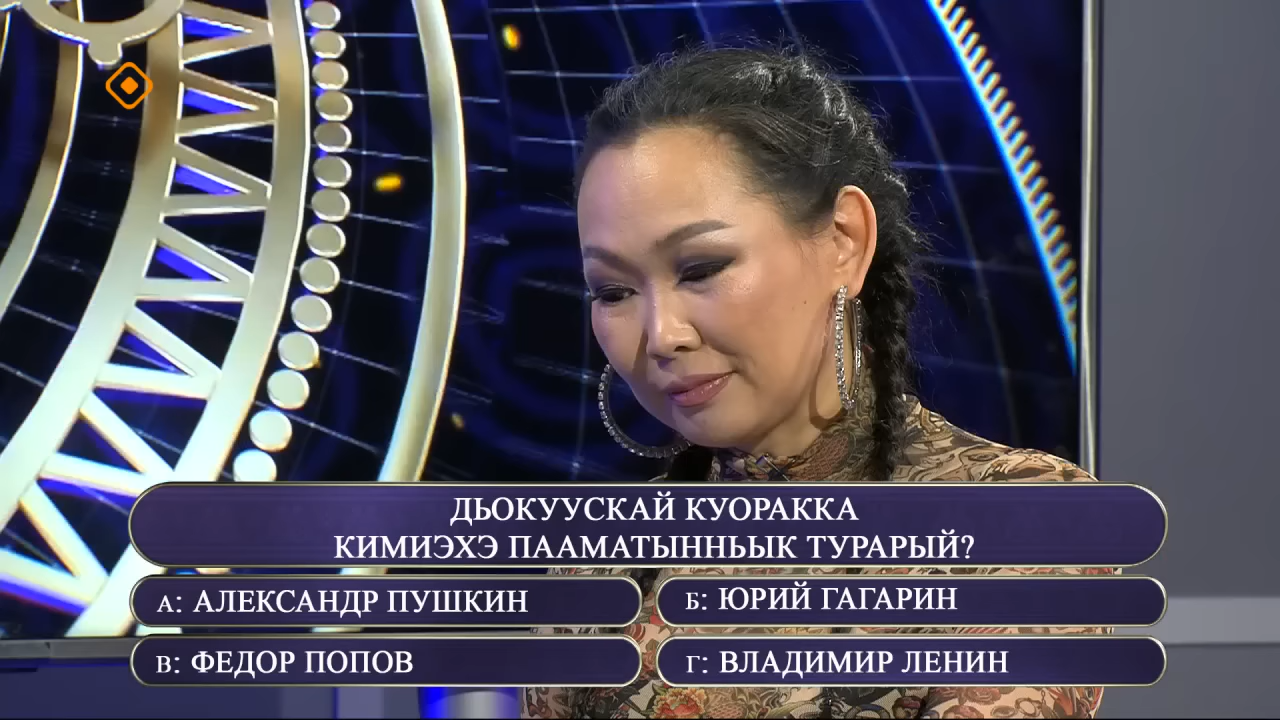 ДЬОКУУСКАЙ КУОРАККА
КИМИЭХЭ ПААМАТЫННЬЫК ТУРАРЫЙ?
А: АЛЕКСАНДР ПУШКИН
Б: ЮРИЙ ГАГАРИН
В: ФЕДОР ПОПОВ
Г: ВЛАДИМИР ЛЕНИН